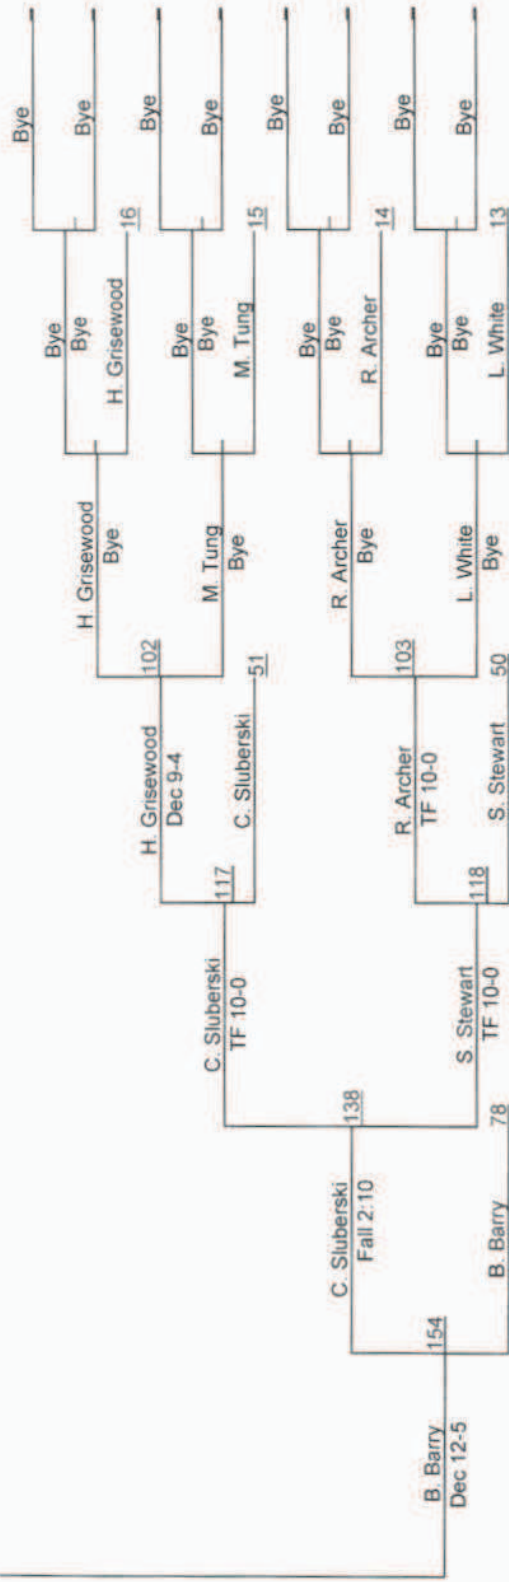 Bye
Bye
Bye
Bye
H. Grisewood
Bye
H. Grisewood
16
Bye
H. Grisewood
102
Dec 9-4
Bye
Bye
Bye
M. Tung
Bye
C. Sluberski
117
TF 10-0
C. Sluberski
51
M. Tung
15
Bye
Bye
Bye
Bye
R. Archer
Bye
C. Sluberski
138
Fall 2:10
R. Archer
14
R. Archer
103
TF 10-0
Bye
Bye
Bye
Bye
L. White
Bye
B. Barry
154
Dec 12-5
S. Stewart
118
TF 10-0
B. Barry
78
S. Stewart
50
L. White
13